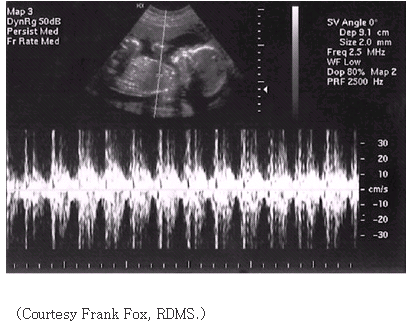 Map 3
DynRg 50dB
Persist Med
Fr Rate Med
SV Angle 0°
Dep 9.1 cm
Size 2.0 mm
Freq 2.5 MHz
WF Low
Dop 80% Map 2
PRF 2500 Hz
30
20
10
cm/s
-10
-20
-30
(Courtesy Frank Fox, RDMS.)